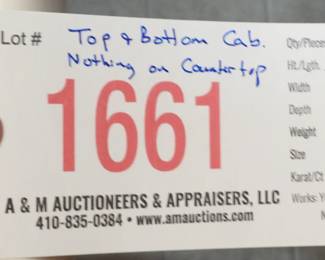 Lot # Top & Bottom Cab. Qty/Pieces
Nothing on Countertop Ht./Lgth.
Width
1661
Depth
Weight
Size
A & M AUCTIONEERS & APPRAISERS, LLC Karat/Ct
410-835-0384 • www.amauctions.com Works: Y
N